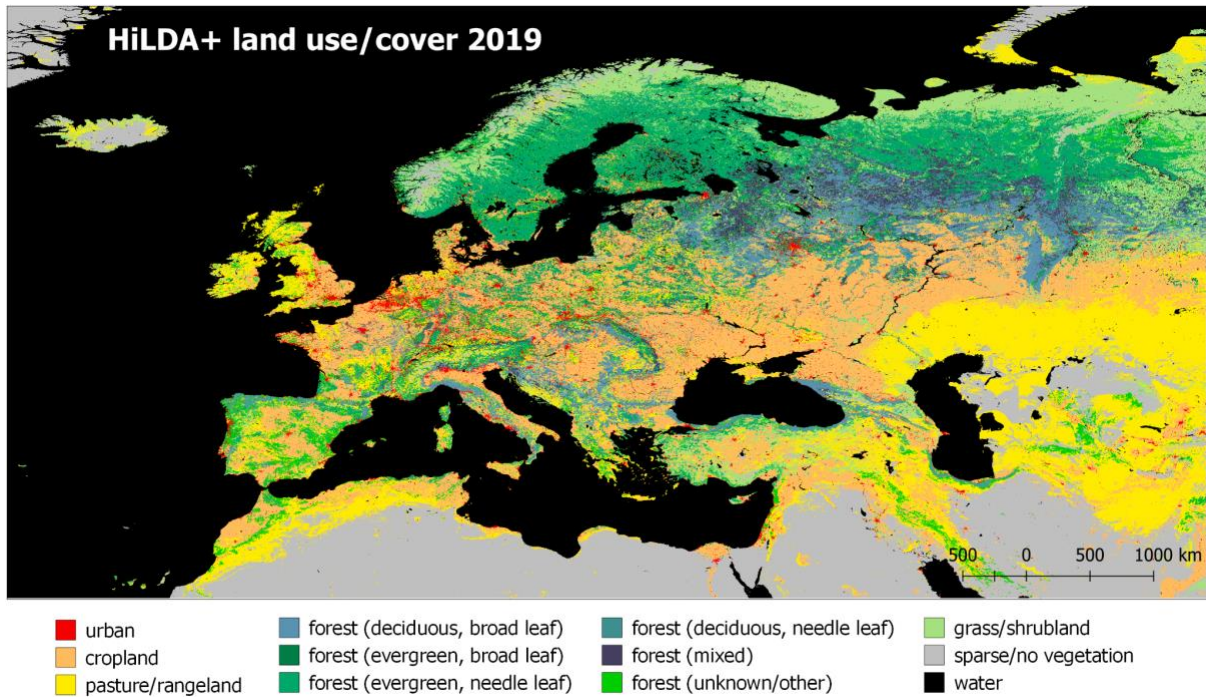 HiLDA+ land use/cover 2019
500 0 500 1000 km
urban
cropland
pasture/rangeland
forest (deciduous, broad leaf)
forest (evergreen, broad leaf)
forest (evergreen, needle leaf)
forest (deciduous, needle leaf)
forest (mixed)
forest (unknown/other)
grass/shrubland
sparse/no vegetation
water